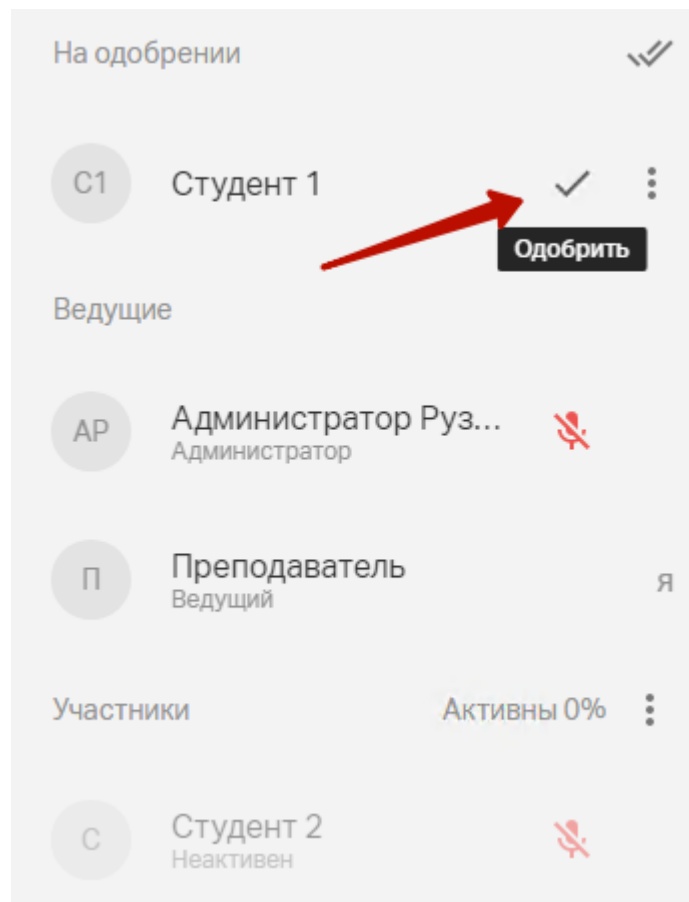 На одобрении
С1 Студент 1
Одобрить
Ведущие
АР Администратор Руз...
Администратор
П Преподаватель Я
Ведущий
Участники Активны 0%
С Студент 2
Неактивен